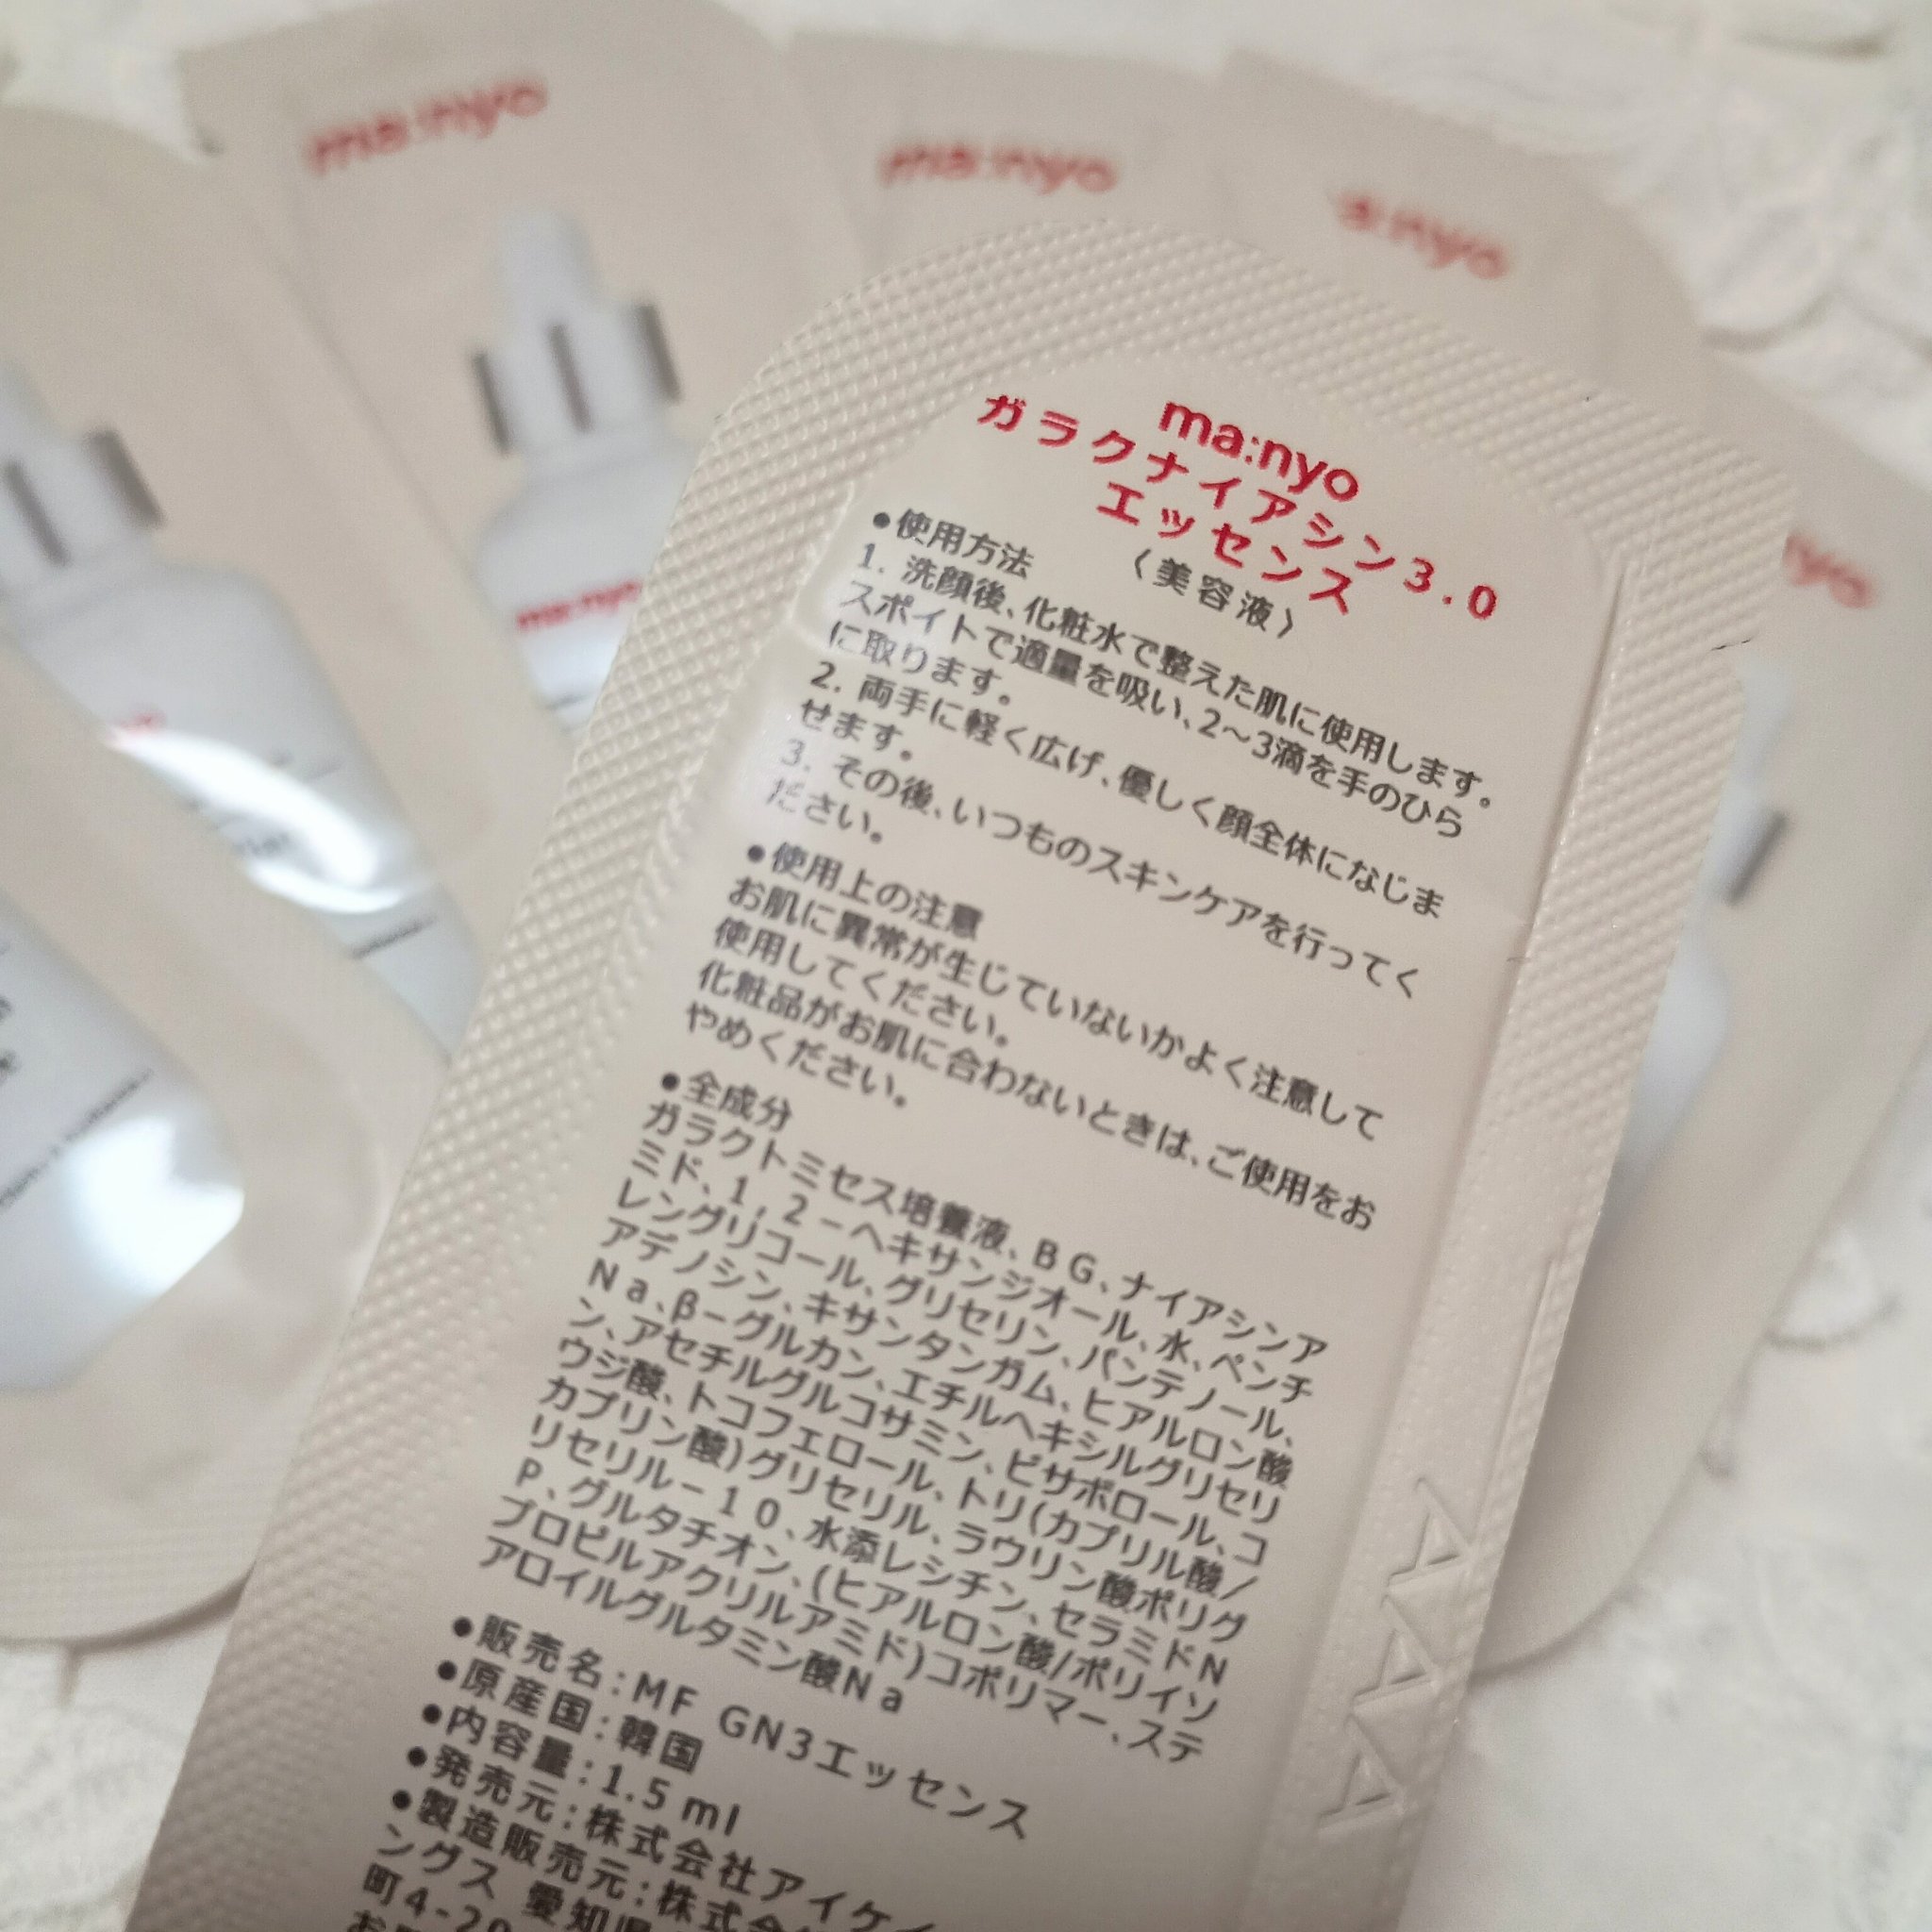 ma:nyo
ma:nyo
a:nyo
nyo
ma:nyo
ma:nyo
ガラクナイアシン3.0
エッセンス
〈美容液〉
●使用方法
1. 洗顔後、化粧水で整えた肌に使用します。
スポイトで適量を吸い、2〜3滴を手のひら
に取ります。
2. 両手に軽く広げ、優しく顔全体になじま
せます。
3. その後、いつものスキンケアを行ってく
ださい。
●使用上の注意
お肌に異常が生じていないかよく注意して
使用してください。
化粧品がお肌に合わないときは、ご使用をお
やめください。
●全成分
ガラクトミセス培養液、BG、ナイアシンア
ミド、1,2-ヘキサンジオール、水、ペンチ
レングリコール、グリセリン、パンテノール、
アデノシン、キサンタンガム、ヒアルロン酸
Na、β-グルカン、エチルヘキシルグリセリ
ン、アセチルグルコサミン、ビサボロール、コ
ウジ酸、トコフェロール、トリ(カプリル酸/
カプリン酸)グリセリル、ラウリン酸ポリグ
リセリル-10、水添レシチン、セラミドN
P、グルタチオン、(ヒアルロン酸/ポリイソ
プロピルアクリルアミド)コポリマー、ステ
アロイルグルタミン酸Na
●販売名:MF GN3エッセンス
●原産国:韓国
●内容量:1.5 ml
●発売元:株式会社アイケイ
●製造販売元:株式会
ングス 愛知県
町4-20